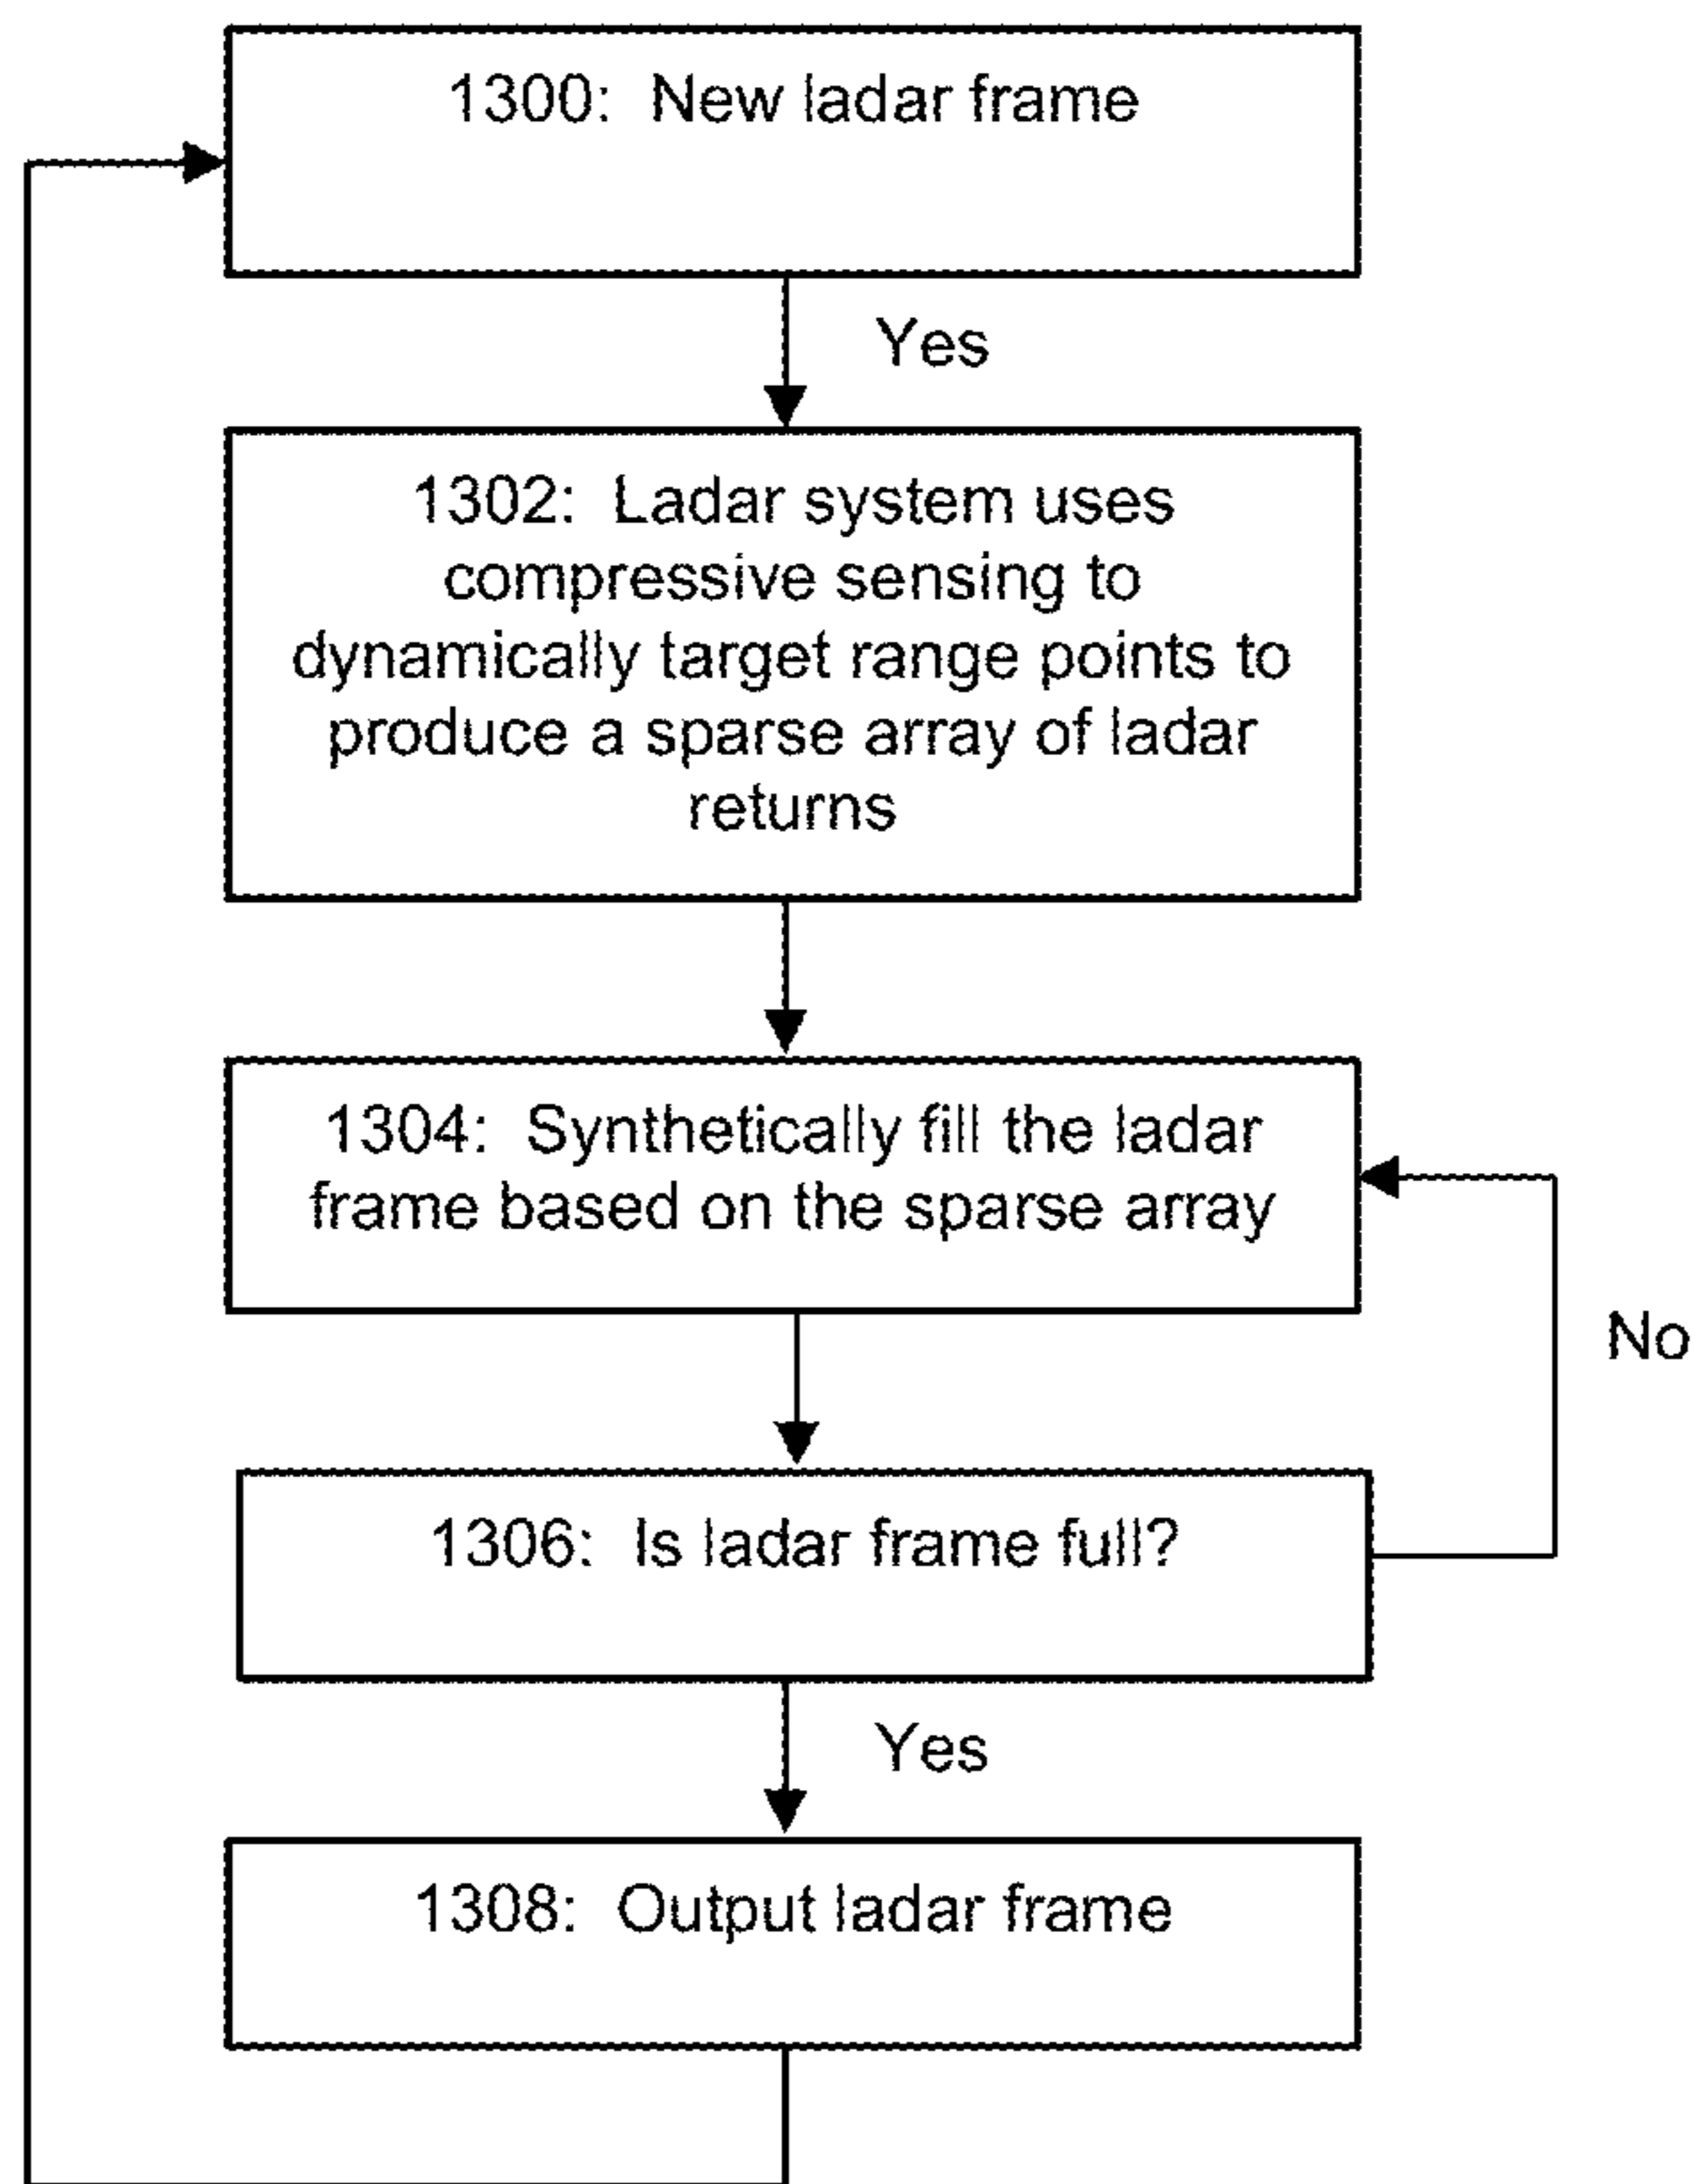 1300: New ladar frame
Yes
1302: Ladar system uses
compressive sensing to
dynamically target range points to
produce a sparse array of ladar
returns
1304: Synthetically fill the ladar
frame based on the sparse array
No
1306: Is ladar frame full?
Yes
1308: Output ladar frame